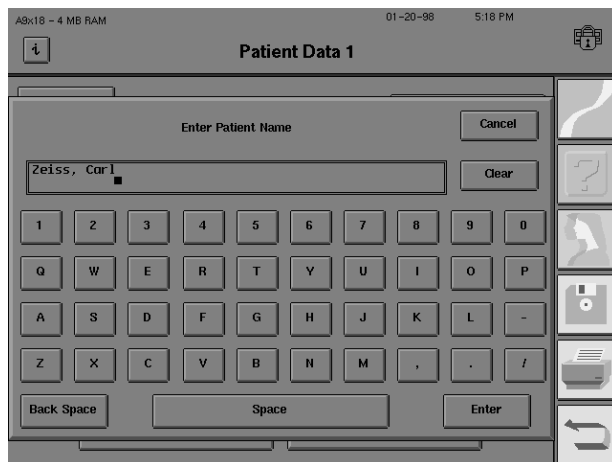 A9x18 - 4 MB RAM 01-20-98 5:18 PM
i Patient Data 1
Enter Patient Name Cancel
Zeiss, Carl Clear
1 2 3 4 5 6 7 8 9 0
Q W E R T Y U I O P
A S D F G H J K L -
Z X C V B N M , . /
Back Space Space Enter